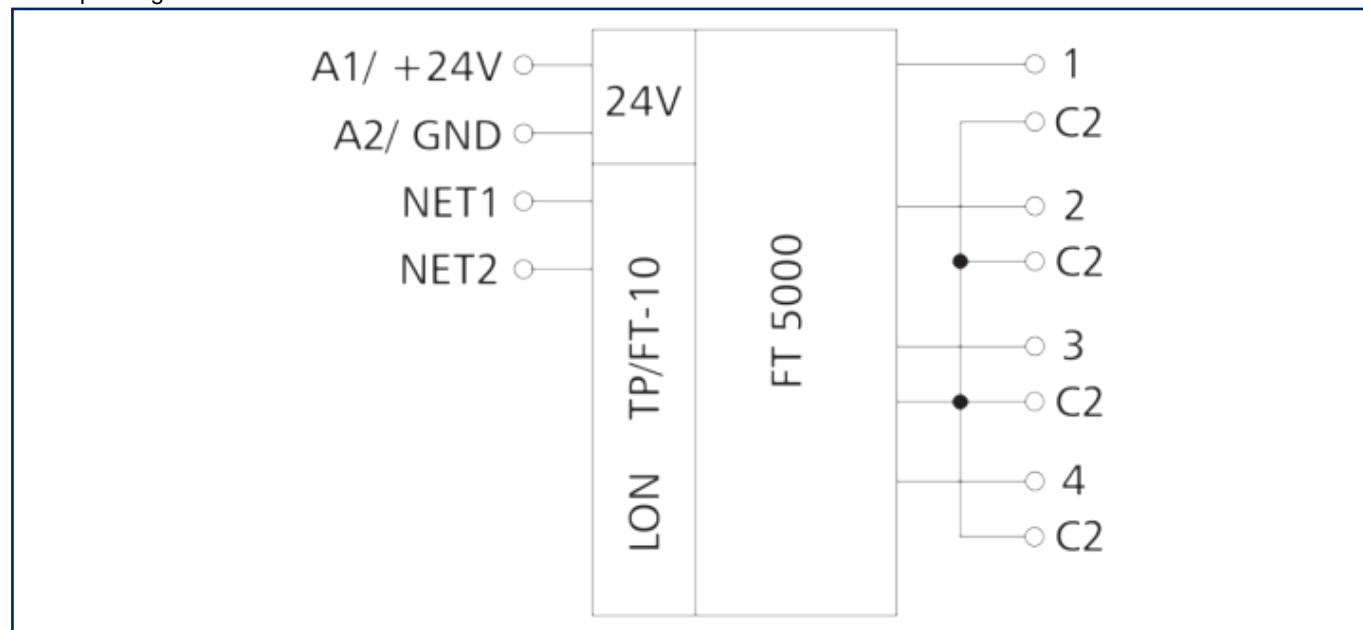 A1/ +24V
A2/ GND
NET1
NET2
24V
LON TP/FT-10
FT 5000
1
C2
2
C2
3
C2
4
C2